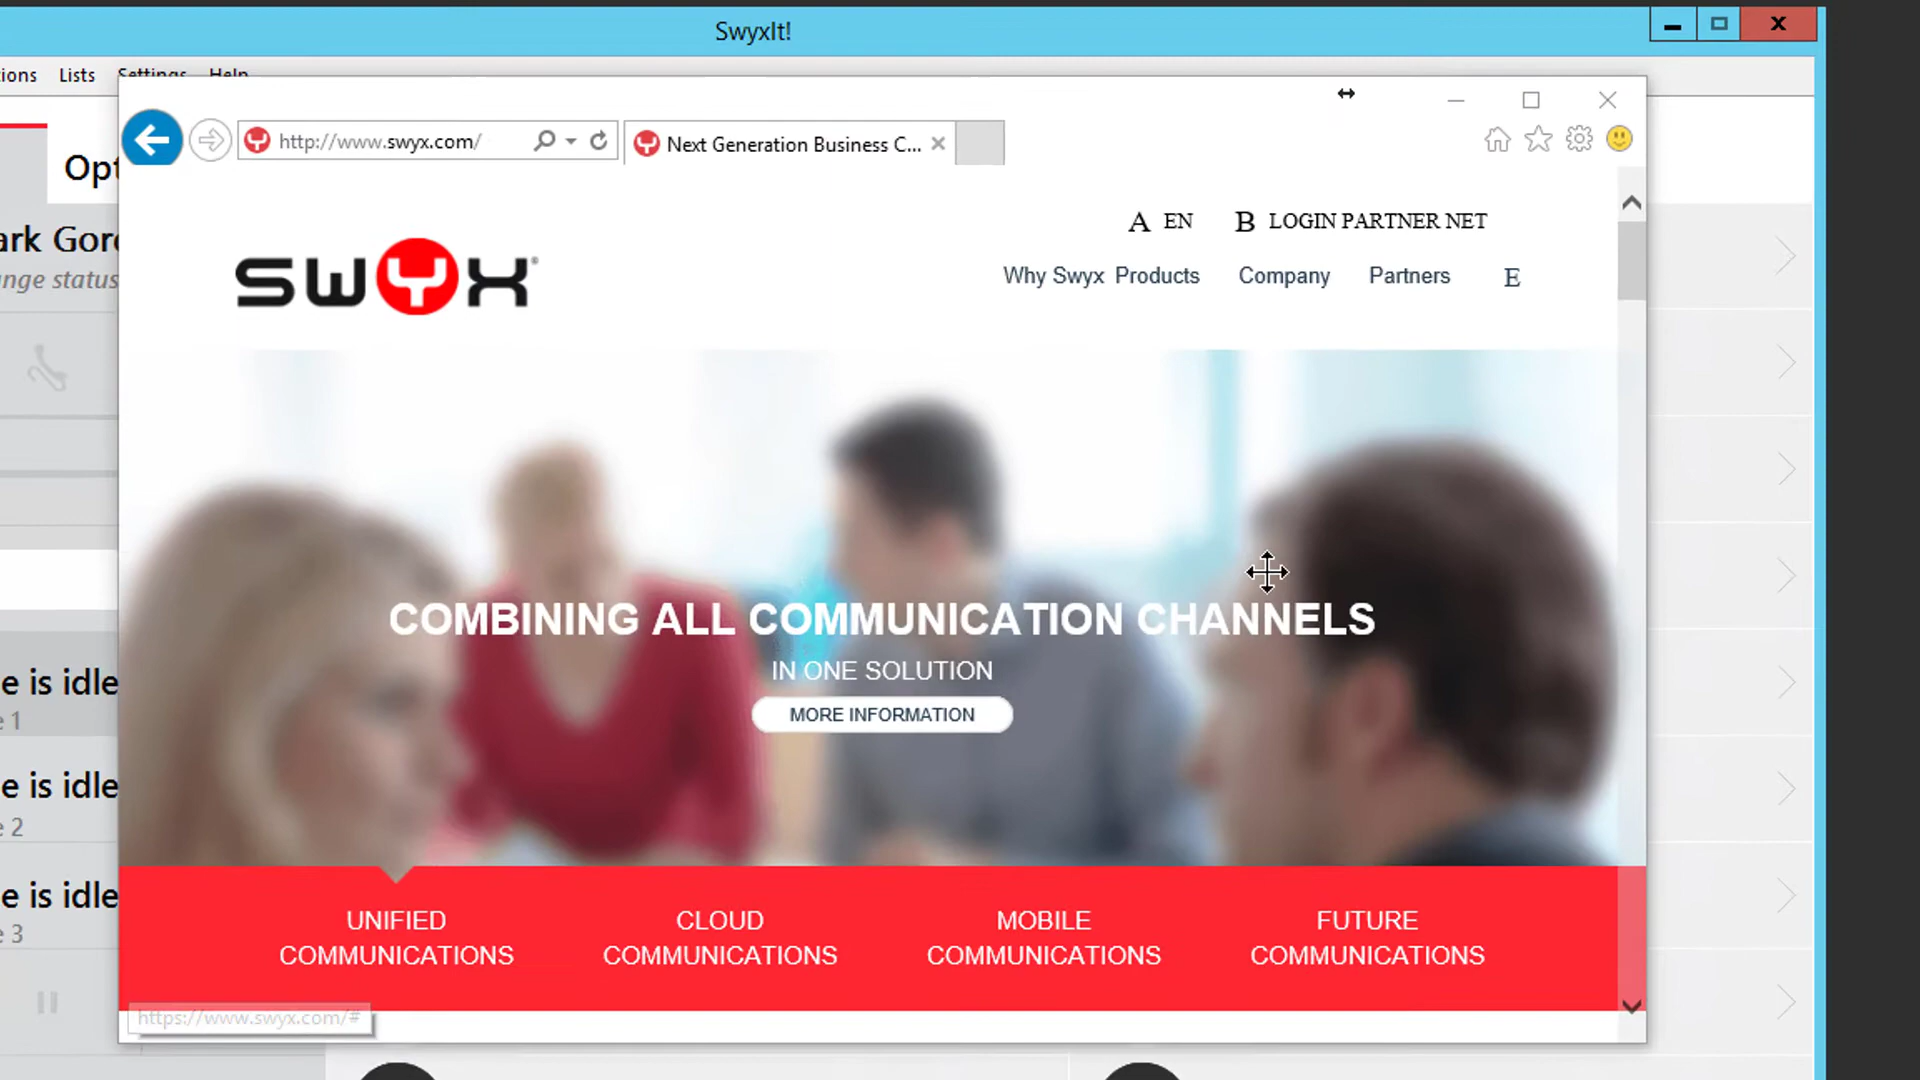 SwyxIt!
ions Lists Settings Help
http://www.swyx.com/
Next Generation Business C...
Opt
A EN B LOGIN PARTNER NET
swyx
Why Swyx Products Company Partners E
ark Gor
nge status
COMBINING ALL COMMUNICATION CHANNELS
IN ONE SOLUTION
MORE INFORMATION
e is idle
e 1
e is idle
e 2
e is idle
e 3
UNIFIED
COMMUNICATIONS
CLOUD
COMMUNICATIONS
MOBILE
COMMUNICATIONS
FUTURE
COMMUNICATIONS
https://www.swyx.com/#